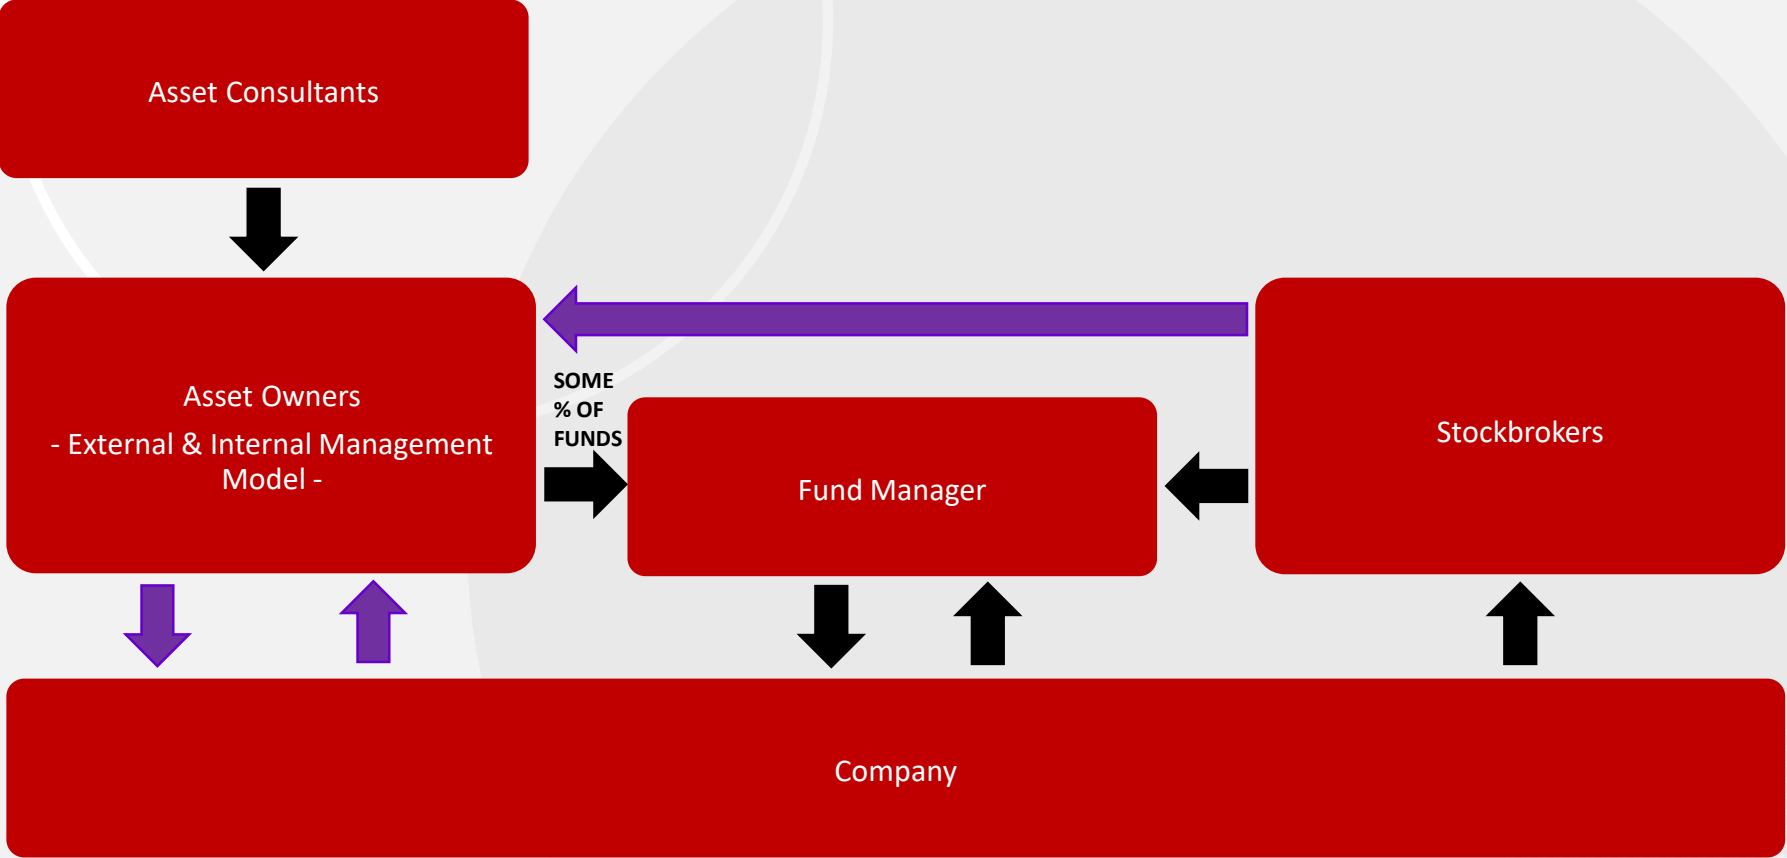 Asset Consultants
Asset Owners
- External & Internal Management
Model -
SOME
% OF
FUNDS
Fund Manager
Stockbrokers
Company